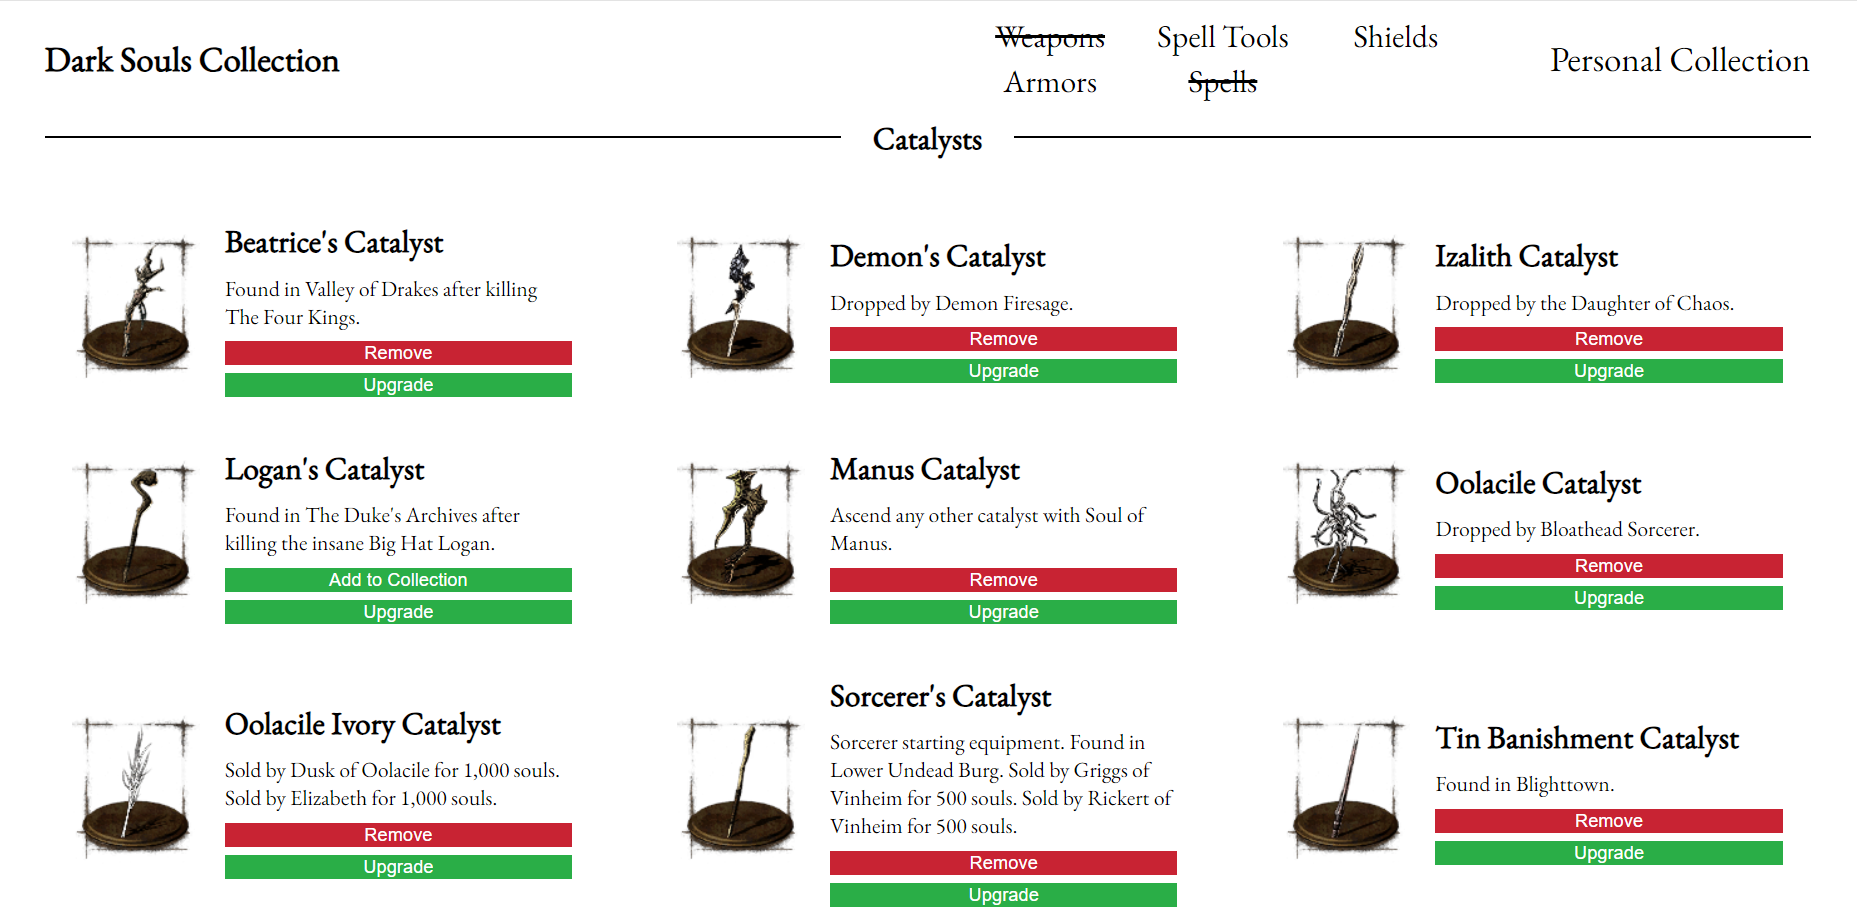 Dark Souls Collection
Weapons
Spell Tools
Shields
Armors
Spells
Personal Collection
Catalysts
Beatrice's Catalyst
Found in Valley of Drakes after killing
The Four Kings.
Remove
Upgrade
Demon's Catalyst
Dropped by Demon Firesage.
Remove
Upgrade
Izalith Catalyst
Dropped by the Daughter of Chaos.
Remove
Upgrade
Logan's Catalyst
Found in The Duke's Archives after
killing the insane Big Hat Logan.
Add to Collection
Upgrade
Manus Catalyst
Ascend any other catalyst with Soul of
Manus.
Remove
Upgrade
Oolacile Catalyst
Dropped by Bloathead Sorcerer.
Remove
Upgrade
Oolacile Ivory Catalyst
Sold by Dusk of Oolacile for 1,000 souls.
Sold by Elizabeth for 1,000 souls.
Remove
Upgrade
Sorcerer's Catalyst
Sorcerer starting equipment. Found in
Lower Undead Burg. Sold by Griggs of
Vinheim for 500 souls. Sold by Rickert of
Vinheim for 500 souls.
Remove
Upgrade
Tin Banishment Catalyst
Found in Blighttown.
Remove
Upgrade